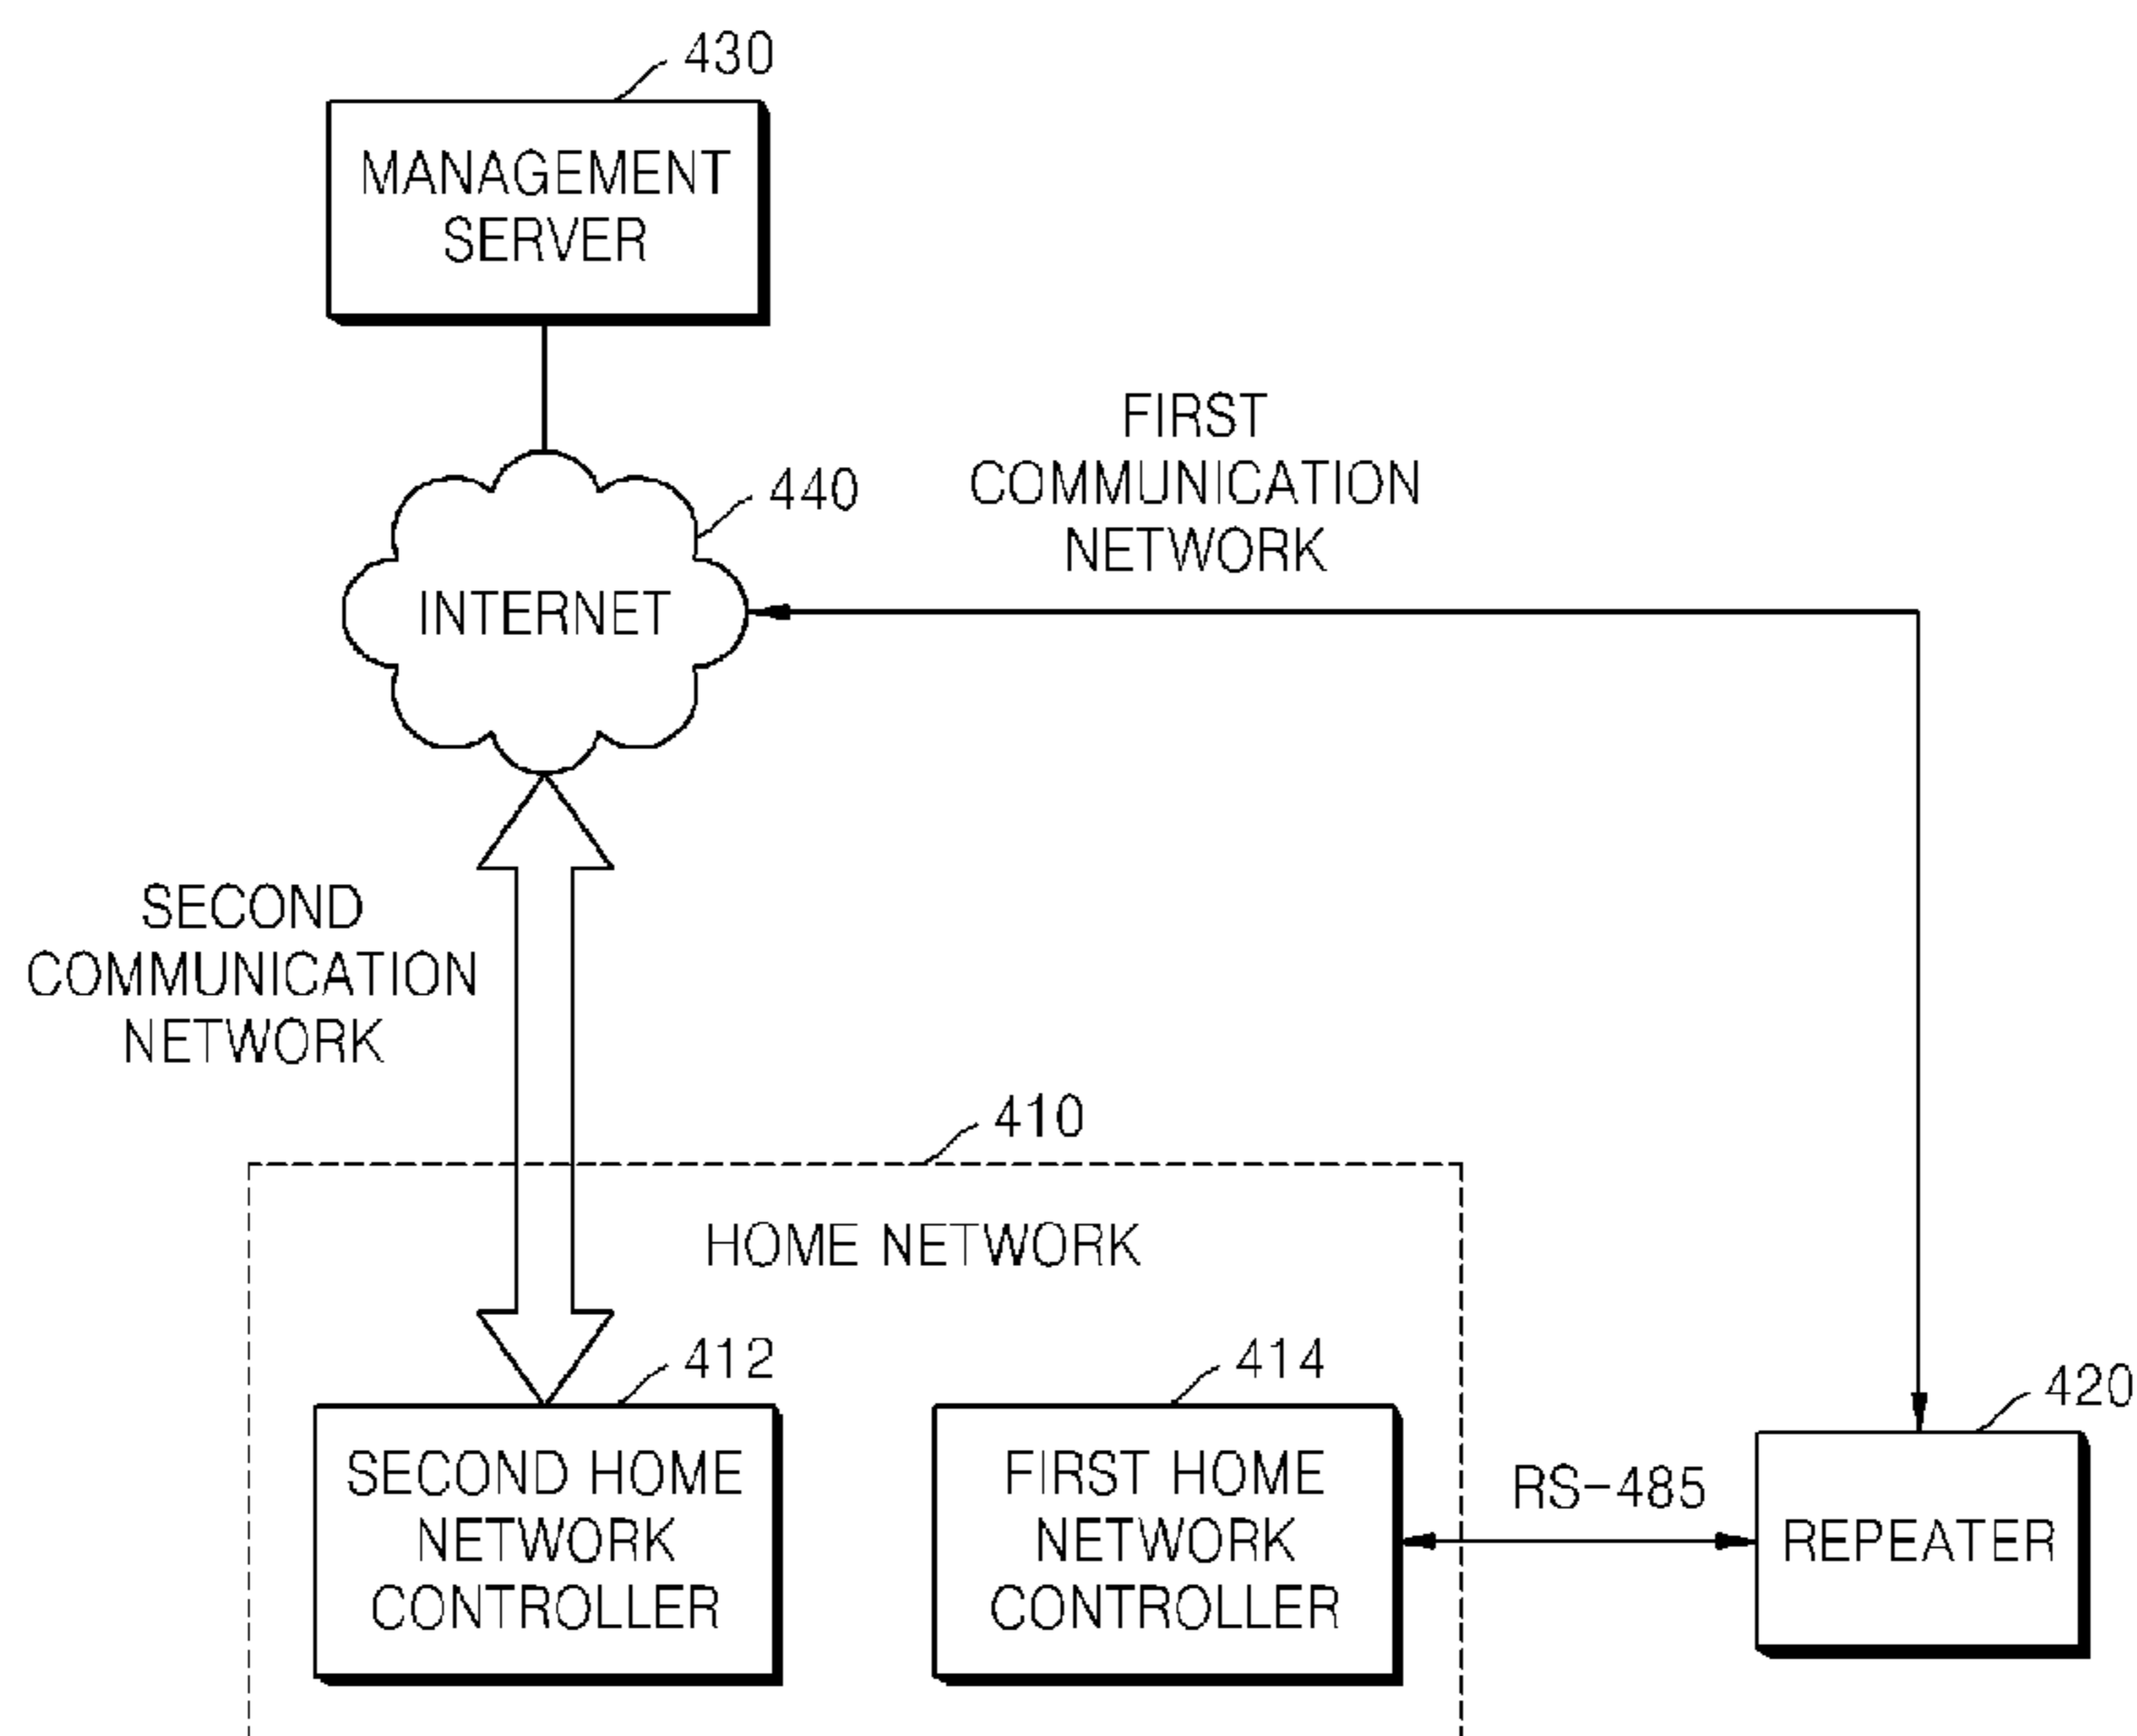 430
MANAGEMENT
SERVER
FIRST
COMMUNICATION
NETWORK
440
INTERNET
SECOND
COMMUNICATION
NETWORK
410
HOME NETWORK
412
SECOND HOME
NETWORK
CONTROLLER
414
FIRST HOME
NETWORK
CONTROLLER
RS-485
420
REPEATER